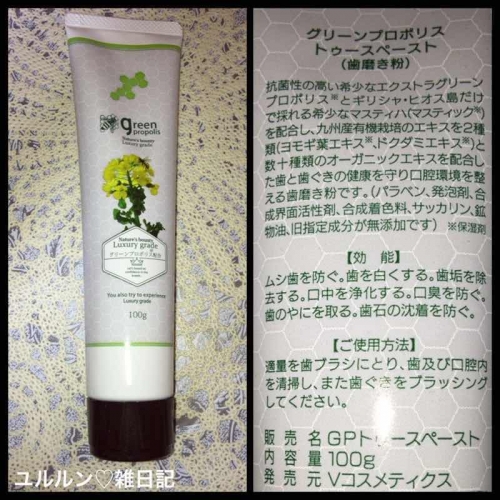 green
propolis
Nature's beauty
Luxury grade
Nature's beauty
Luxury grade
グリーンプロポリス配合
You also try to experience
Luxury grade
100g
ユルルン♡雑日記
グリーンプロポリス
トゥースペースト
(歯磨き粉)
抗菌性の高い希少なエクストラグリーン
プロポリス※とギリシャ・ヒオス島だけ
で採れる希少なマスティハ(マスティック※)
を配合し、九州産有機栽培のエキスを2種
類(ヨモギ葉エキス※、ドクダミエキス※)と
数十種類のオーガニックエキスを配合し
た歯と歯ぐきの健康を守り口腔環境を整
える歯磨き粉です。(パラベン、発泡剤、合
成界面活性剤、合成着色料、サッカリン、鉱
物油、旧指定成分が無添加です) ※保湿剤
【効 能】
ムシ歯を防ぐ。歯を白くする。歯垢を除
去する。口中を浄化する。口臭を防ぐ。
歯のやにを取る。歯石の沈着を防ぐ。
【ご使用方法】
適量を歯ブラシにとり、歯及び口腔内
を清掃し、また歯ぐきをブラッシング
してください。
販売名 GPトゥースペースト
内容量 100g
発売元 Vコスメティクス